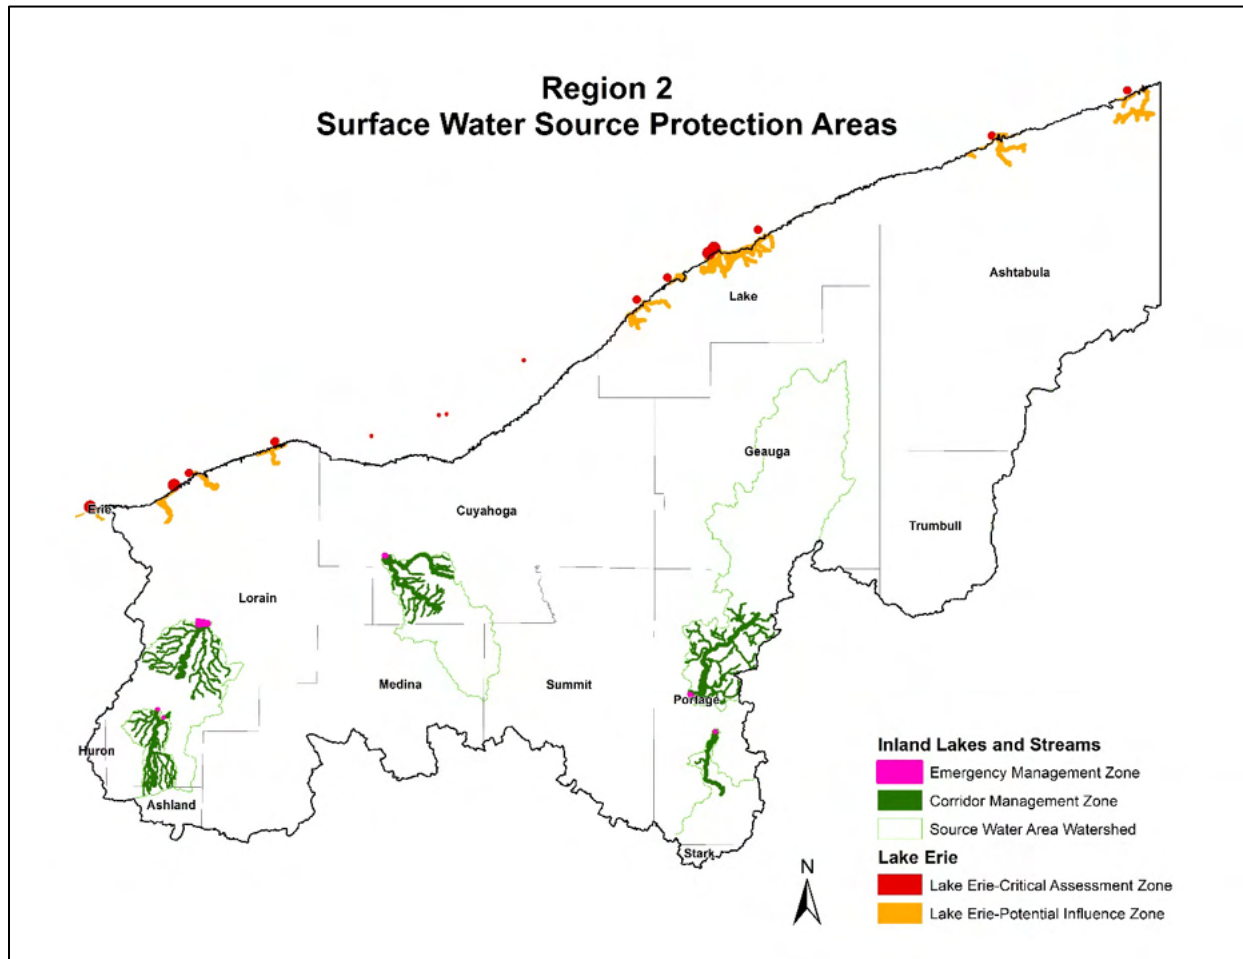 Region 2
Surface Water Source Protection Areas
Ashtabula
Lake
Geauga
Erie
Cuyahoga
Trumbull
Lorain
Medina
Summit
Portage
Huron
Ashland
Stark
N
Inland Lakes and Streams
Emergency Management Zone
Corridor Management Zone
Source Water Area Watershed
Lake Erie
Lake Erie-Critical Assessment Zone
Lake Erie-Potential Influence Zone